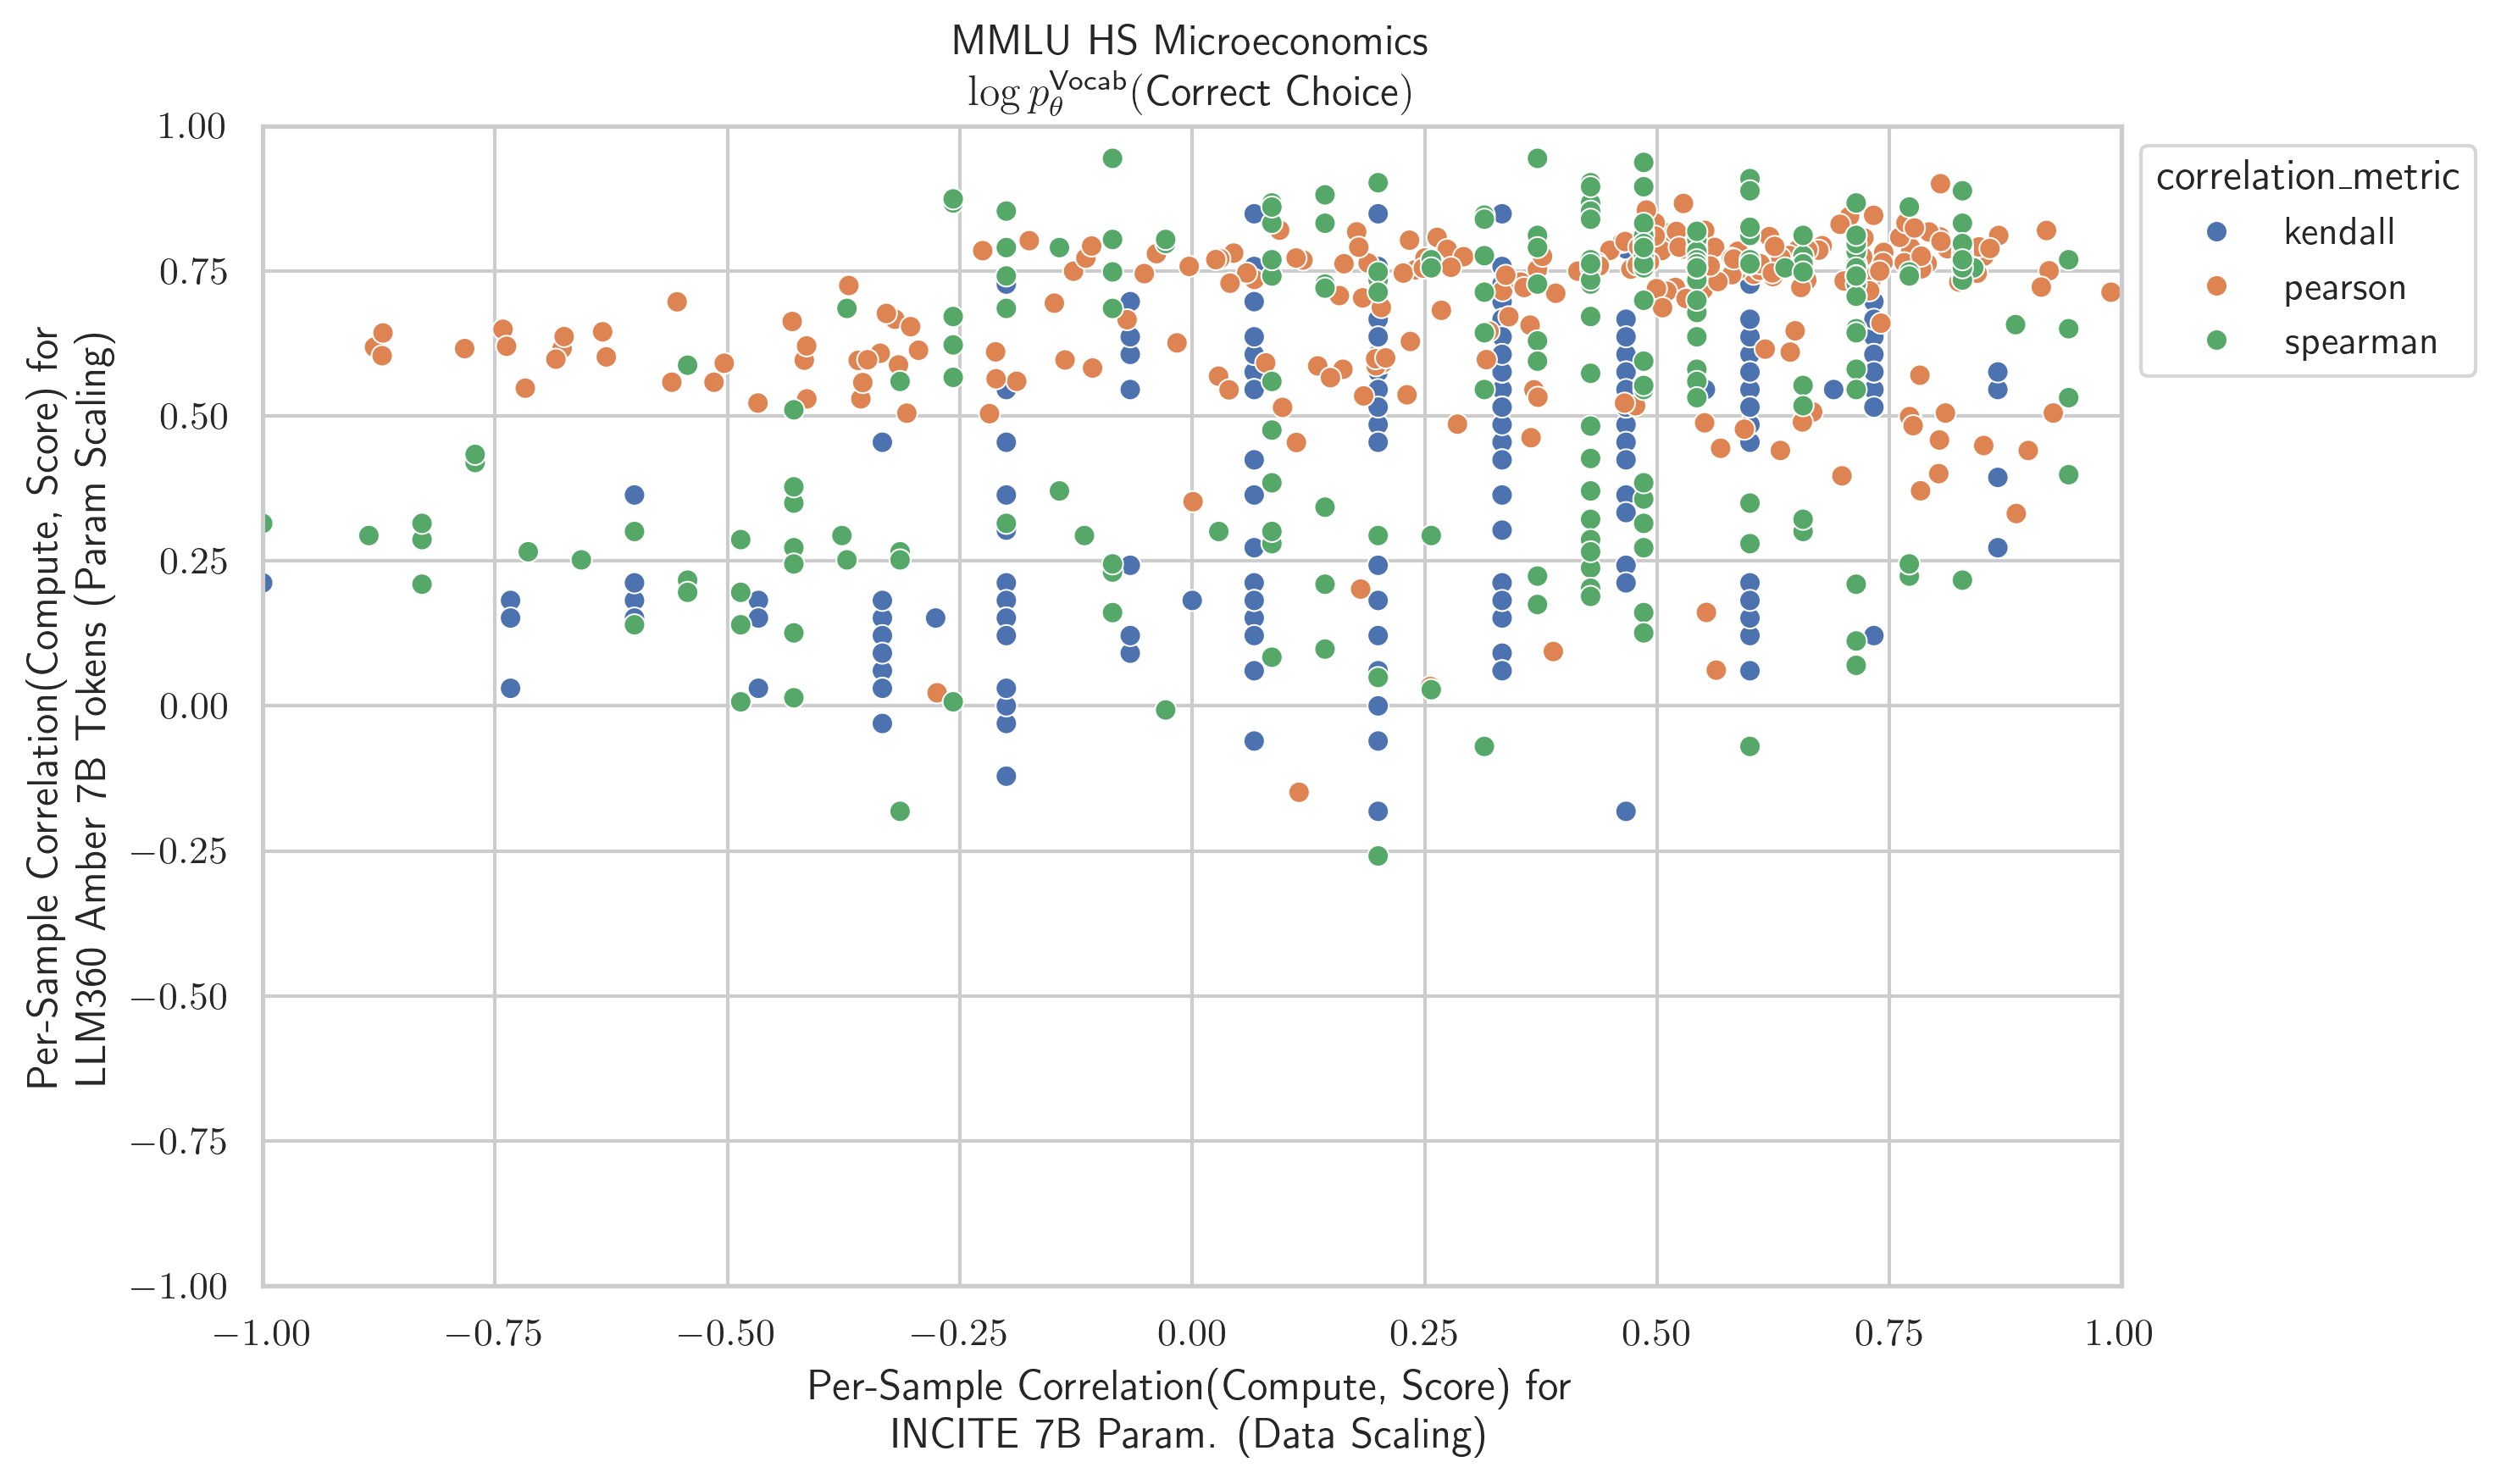 MMLU HS Microeconomics
log p_θ^Vocab(Correct Choice)
Per-Sample Correlation(Compute, Score) for
LLM360 Amber 7B Tokens (Param Scaling)
1.00
0.75
0.50
0.25
0.00
−0.25
−0.50
−0.75
−1.00
−1.00 −0.75 −0.50 −0.25 0.00 0.25 0.50 0.75 1.00
Per-Sample Correlation(Compute, Score) for
INCITE 7B Param. (Data Scaling)
correlation_metric
kendall
pearson
spearman